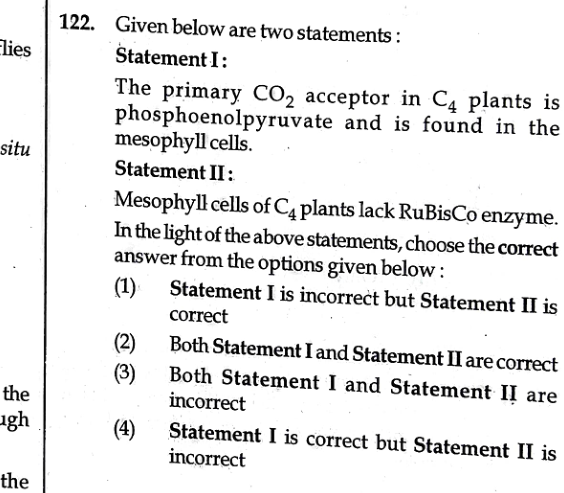 flies
situ
the
ugh
the
122. Given below are two statements :
Statement I :
The primary CO₂ acceptor in C₄ plants is
phosphoenolpyruvate and is found in the
mesophyll cells.
Statement II :
Mesophyll cells of C₄ plants lack RuBisCo enzyme.
In the light of the above statements, choose the correct
answer from the options given below :
(1) Statement I is incorrect but Statement II is
correct
(2) Both Statement I and Statement II are correct
(3) Both Statement I and Statement II are
incorrect
(4) Statement I is correct but Statement II is
incorrect